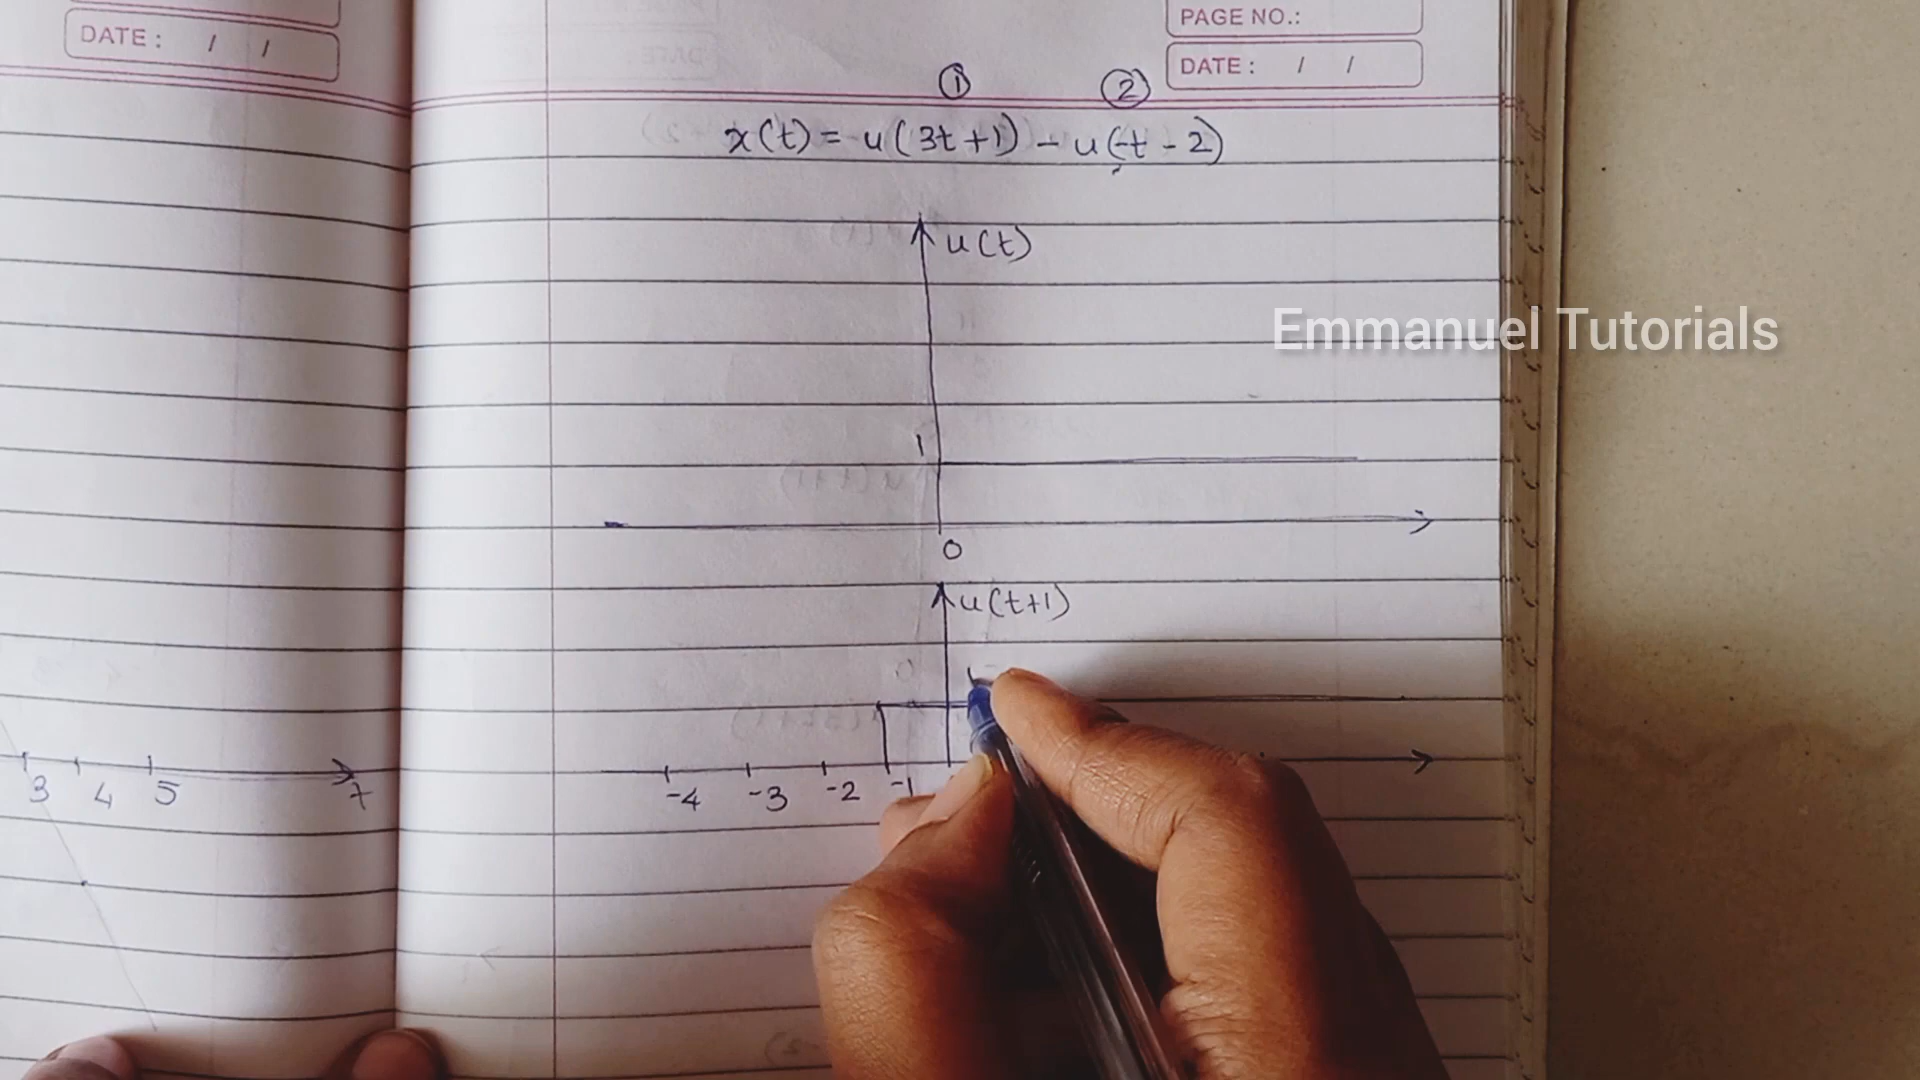 DATE : / /
PAGE NO.:
DATE : / /
① ②
x(t) = u(3t+1) - u(-t-2)
u(t)
Emmanuel Tutorials
1
0
u(t+1)
3 4 5 7
-4 -3 -2 -1